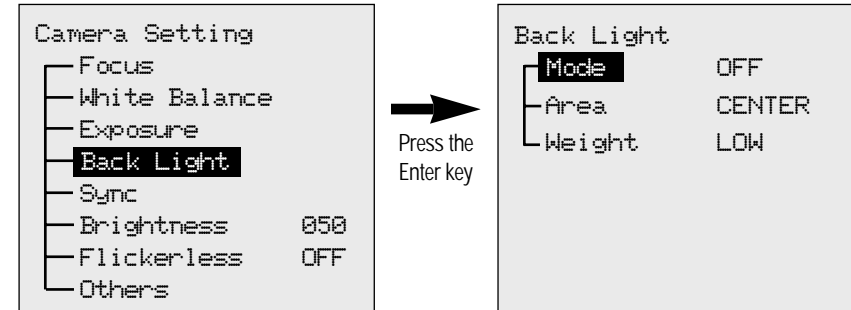 Camera Setting
Focus
White Balance
Exposure
Back Light
Sync
Brightness 050
Flickerless OFF
Others
Press the
Enter key
Back Light
Mode OFF
Area CENTER
Weight LOW